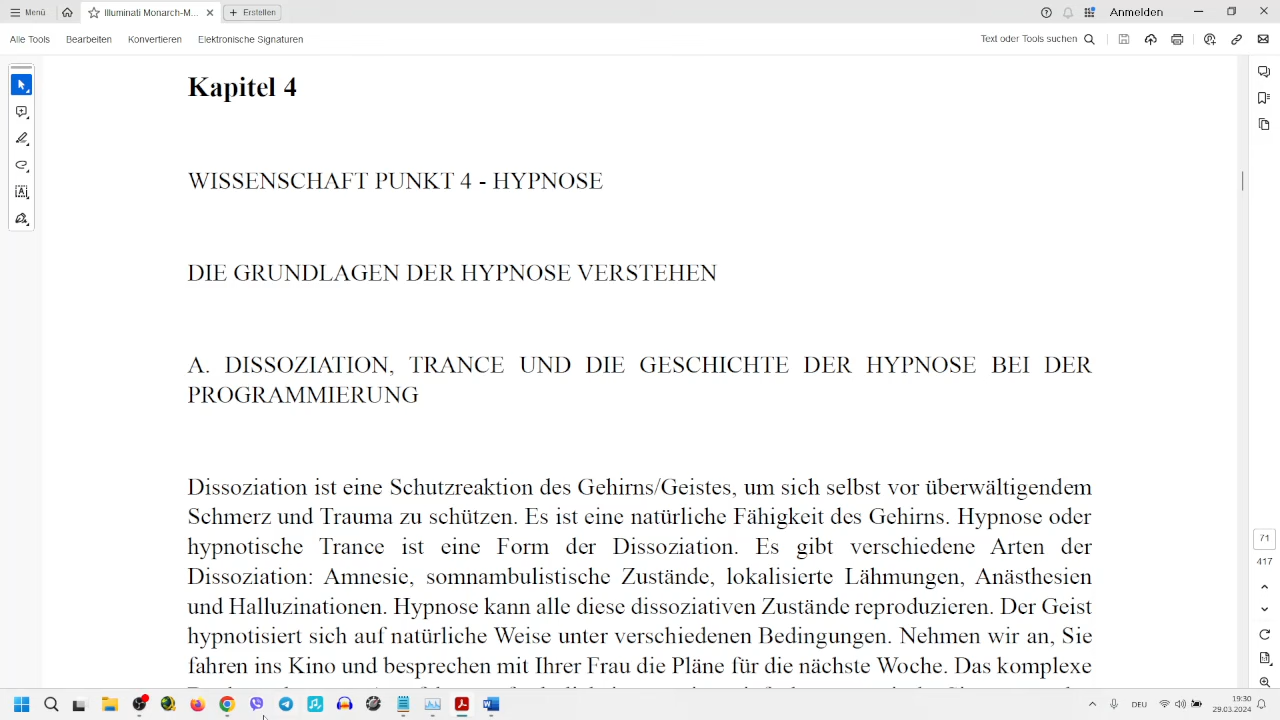 Menü
Illuminati Monarch-M...
Erstellen
Anmelden
Alle Tools Bearbeiten Konvertieren Elektronische Signaturen Text oder Tools suchen
Kapitel 4
WISSENSCHAFT PUNKT 4 - HYPNOSE
DIE GRUNDLAGEN DER HYPNOSE VERSTEHEN
A. DISSOZIATION, TRANCE UND DIE GESCHICHTE DER HYPNOSE BEI DER
PROGRAMMIERUNG
Dissoziation ist eine Schutzreaktion des Gehirns/Geistes, um sich selbst vor überwältigendem
Schmerz und Trauma zu schützen. Es ist eine natürliche Fähigkeit des Gehirns. Hypnose oder
hypnotische Trance ist eine Form der Dissoziation. Es gibt verschiedene Arten der
Dissoziation: Amnesie, somnambulistische Zustände, lokalisierte Lähmungen, Anästhesien
und Halluzinationen. Hypnose kann alle diese dissoziativen Zustände reproduzieren. Der Geist
hypnotisiert sich auf natürliche Weise unter verschiedenen Bedingungen. Nehmen wir an, Sie
fahren ins Kino und besprechen mit Ihrer Frau die Pläne für die nächste Woche. Das komplexe
71
417
DEU
19:30
29.03.2024